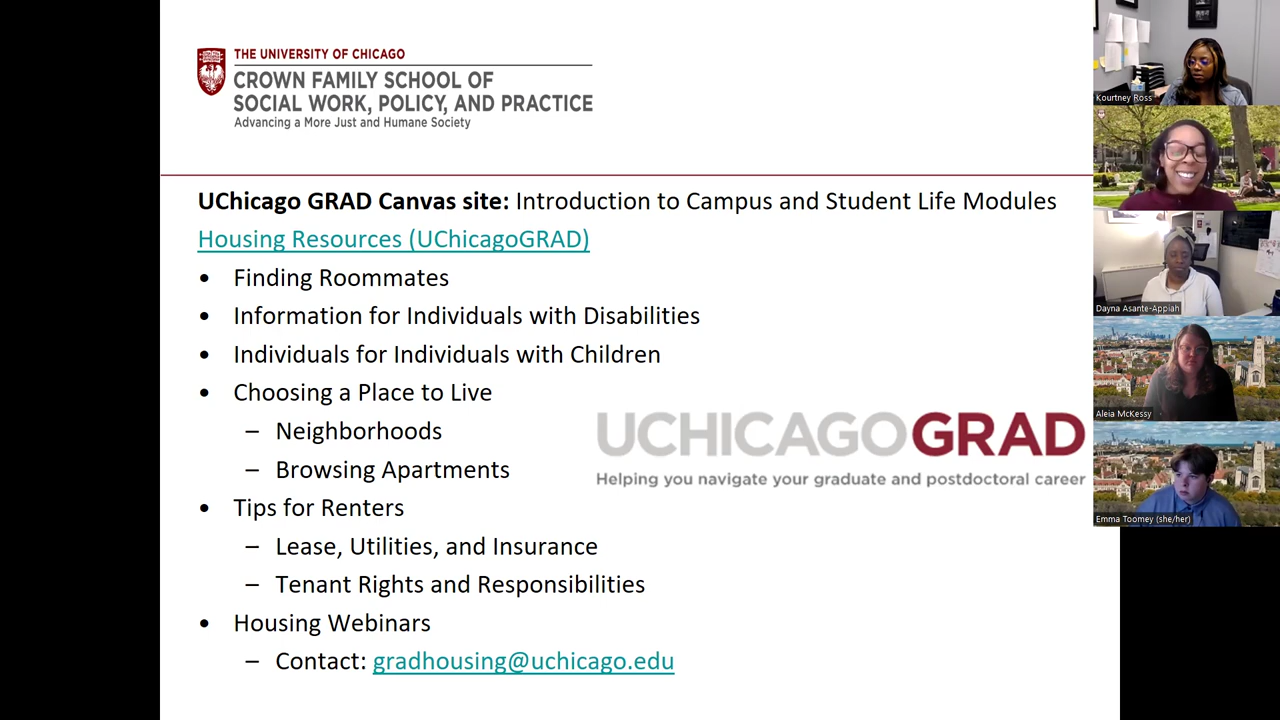 THE UNIVERSITY OF CHICAGO
CROWN FAMILY SCHOOL OF
SOCIAL WORK, POLICY, AND PRACTICE
Advancing a More Just and Humane Society
UChicago GRAD Canvas site: Introduction to Campus and Student Life Modules
Housing Resources (UChicagoGRAD)
• Finding Roommates
• Information for Individuals with Disabilities
• Individuals for Individuals with Children
• Choosing a Place to Live
– Neighborhoods
– Browsing Apartments
• Tips for Renters
– Lease, Utilities, and Insurance
– Tenant Rights and Responsibilities
• Housing Webinars
– Contact: gradhousing@uchicago.edu
UCHICAGOGRAD
Helping you navigate your graduate and postdoctoral career
Kourtney Ross
Dayna Asante-Appiah
Aleia McKessy
Emma Toomey (she/her)